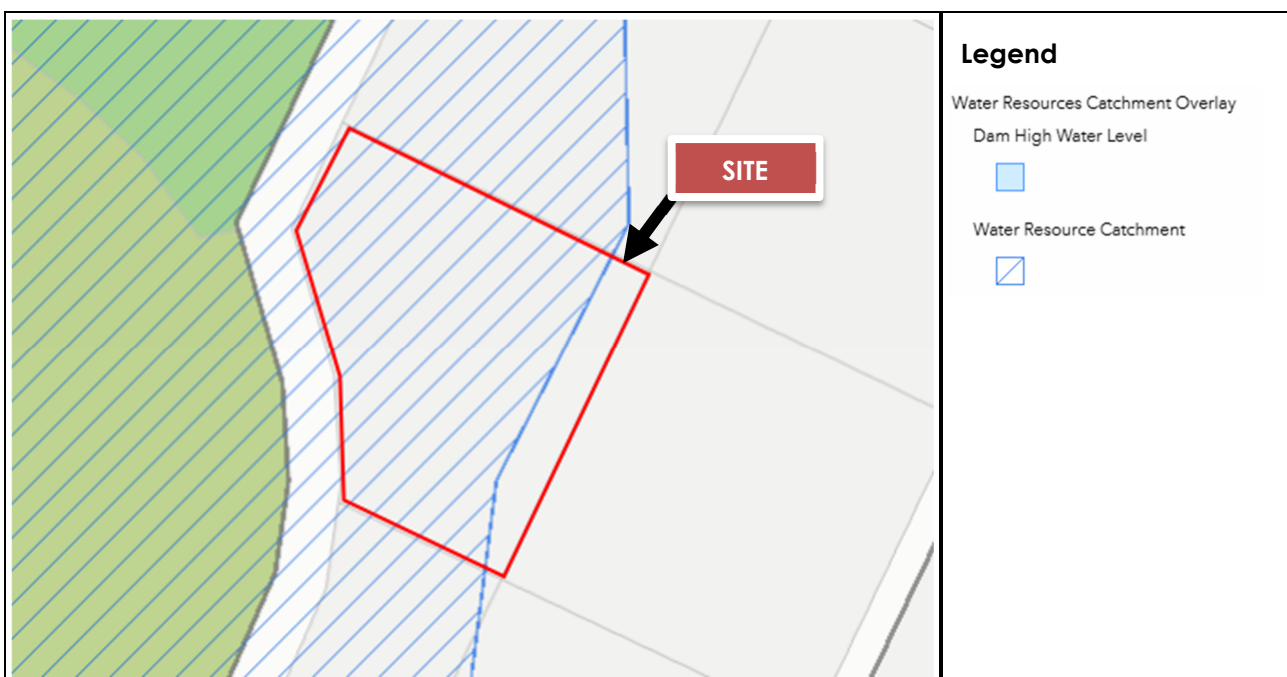 SITE
Legend
Water Resources Catchment Overlay
Dam High Water Level
Water Resource Catchment